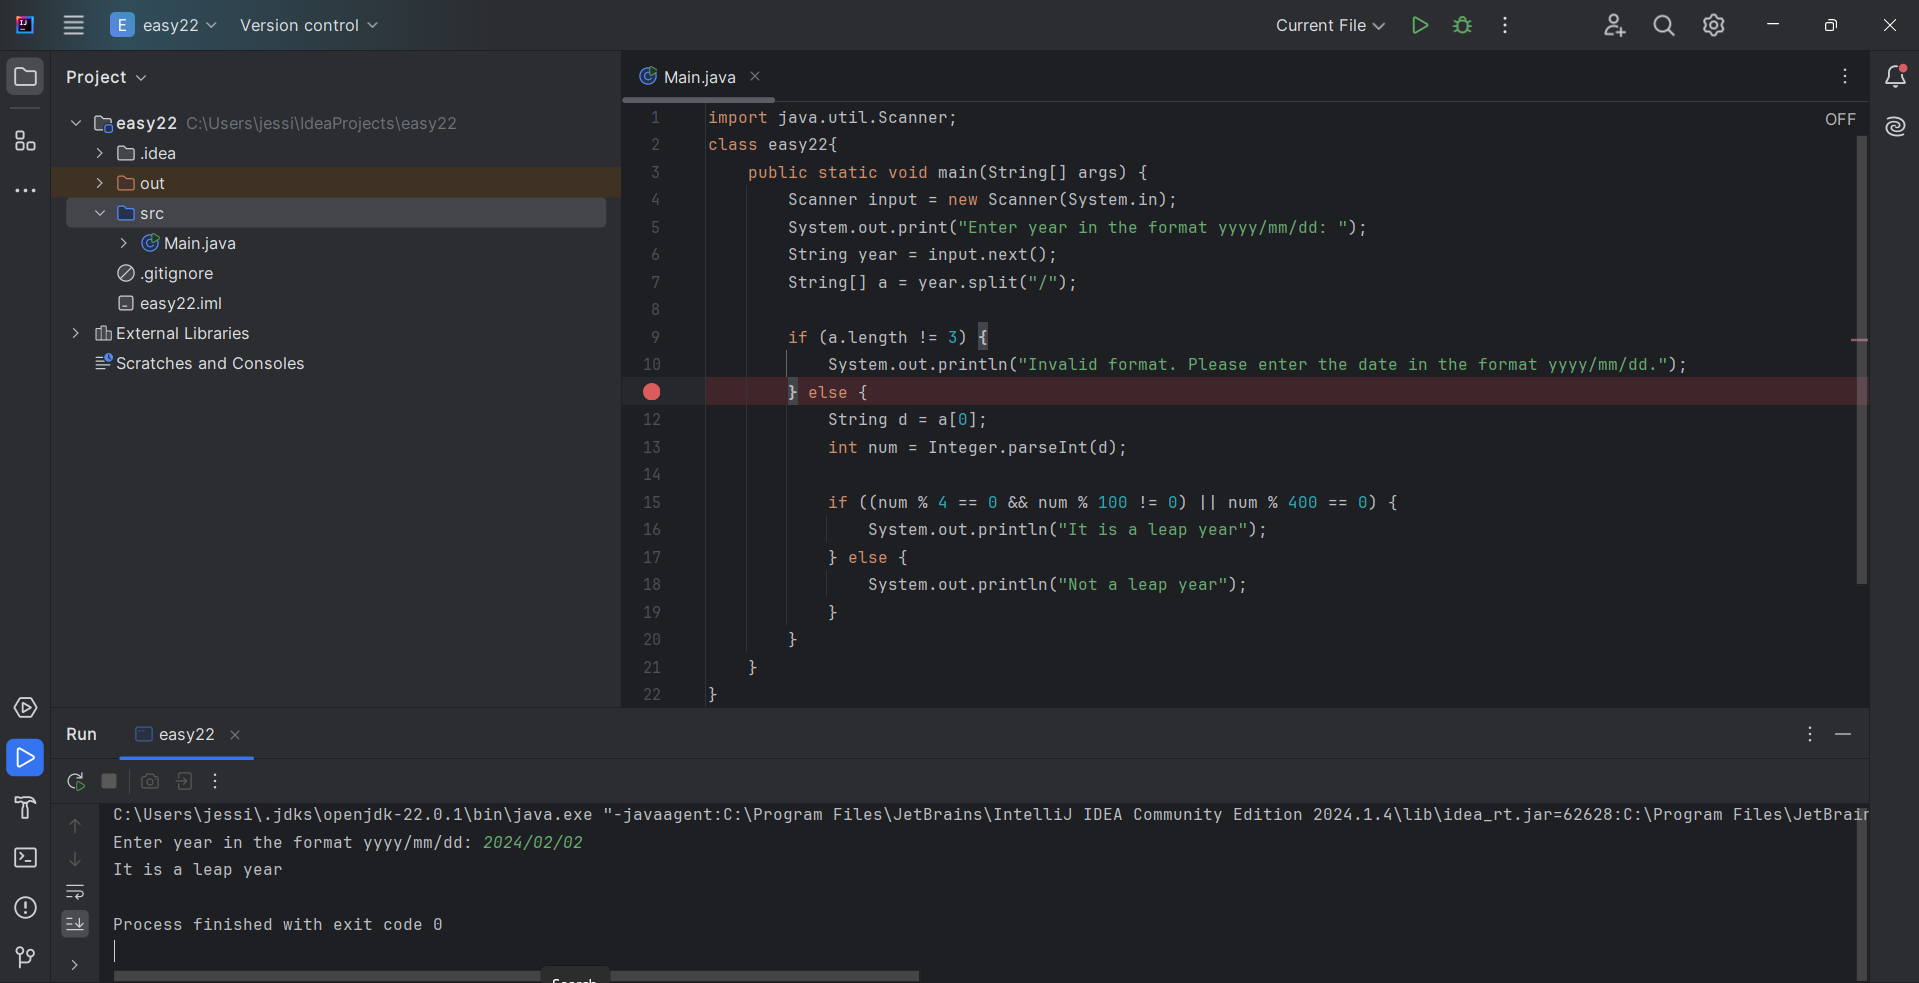 E easy22 Version control Current File
Project
easy22 C:\Users\jessi\IdeaProjects\easy22
.idea
out
src
Main.java
.gitignore
easy22.iml
External Libraries
Scratches and Consoles
Main.java
OFF
1 import java.util.Scanner;
2 class easy22{
3 public static void main(String[] args) {
4 Scanner input = new Scanner(System.in);
5 System.out.print("Enter year in the format yyyy/mm/dd: ");
6 String year = input.next();
7 String[] a = year.split("/");
8
9 if (a.length != 3) {
10 System.out.println("Invalid format. Please enter the date in the format yyyy/mm/dd.");
} else {
12 String d = a[0];
13 int num = Integer.parseInt(d);
14
15 if ((num % 4 == 0 && num % 100 != 0) || num % 400 == 0) {
16 System.out.println("It is a leap year");
17 } else {
18 System.out.println("Not a leap year");
19 }
20 }
21 }
22 }
Run easy22
C:\Users\jessi\.jdks\openjdk-22.0.1\bin\java.exe "-javaagent:C:\Program Files\JetBrains\IntelliJ IDEA Community Edition 2024.1.4\lib\idea_rt.jar=62628:C:\Program Files\JetBrain
Enter year in the format yyyy/mm/dd: 2024/02/02
It is a leap year
Process finished with exit code 0
Search